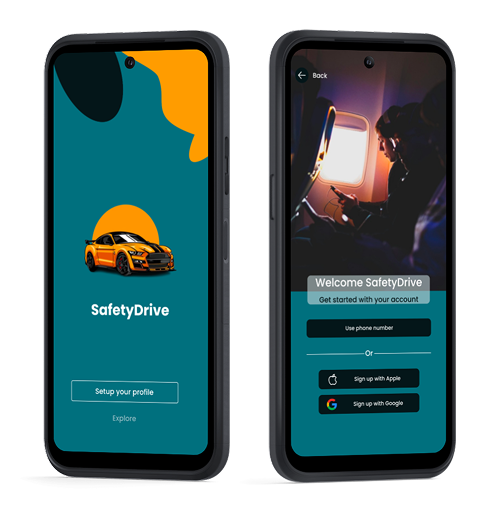 SafetyDrive
Setup your profile
Explore
Back
Welcome SafetyDrive
Get started with your account
Use phone number
Or
Sign up with Apple
Sign up with Google